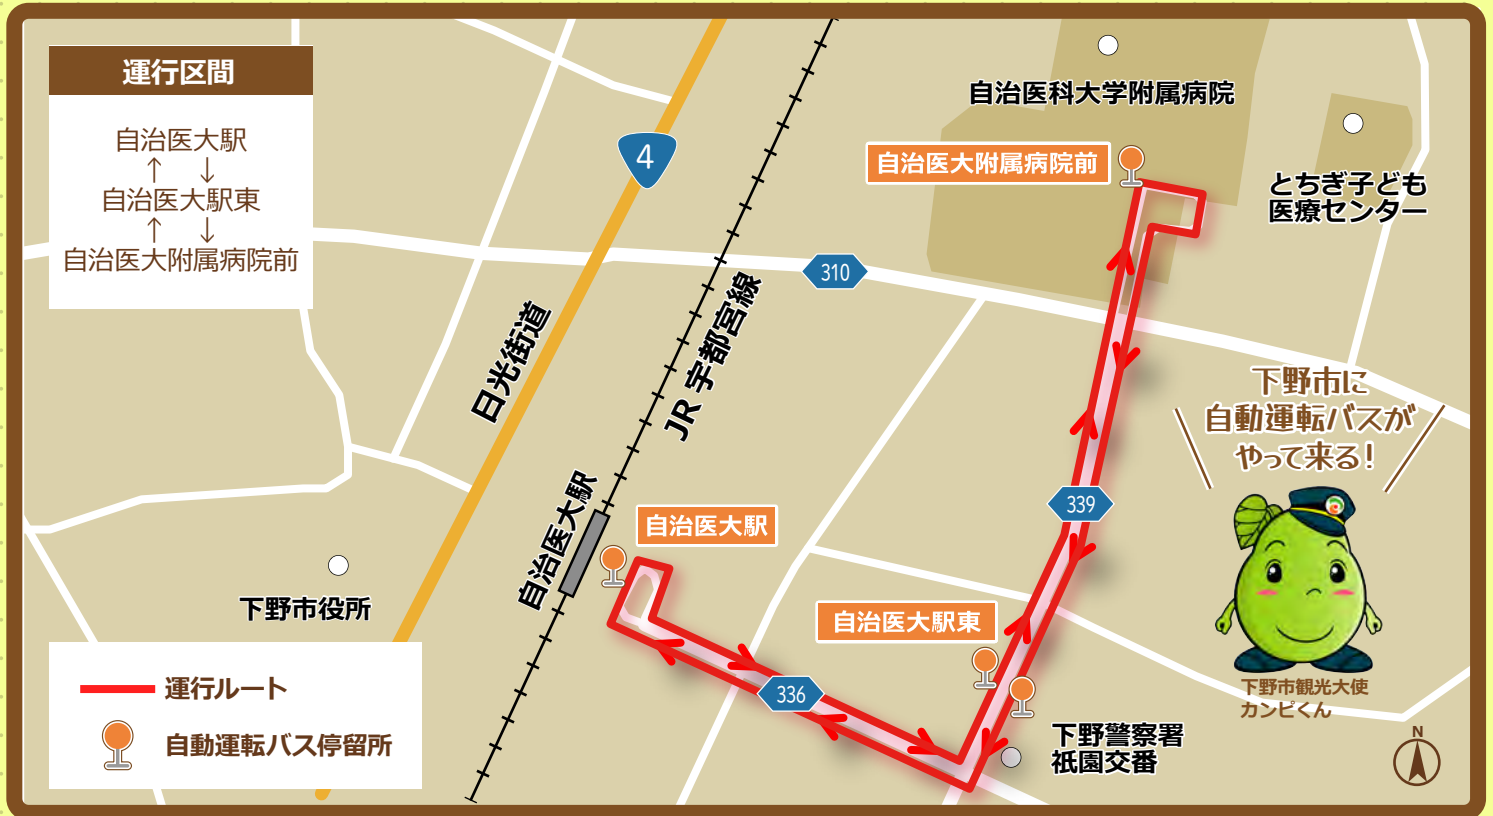 運行区間
自治医大駅
↑ ↓
自治医大駅東
↑ ↓
自治医大附属病院前
自治医科大学附属病院
自治医大附属病院前
とちぎ子ども
医療センター
4
310
日光街道
JR 宇都宮線
下野市に
自動運転バスが
やって来る!
339
自治医大駅
自治医大駅
下野市役所
自治医大駅東
336
下野市観光大使
カンピくん
下野警察署
祇園交番
運行ルート
自動運転バス停留所
N